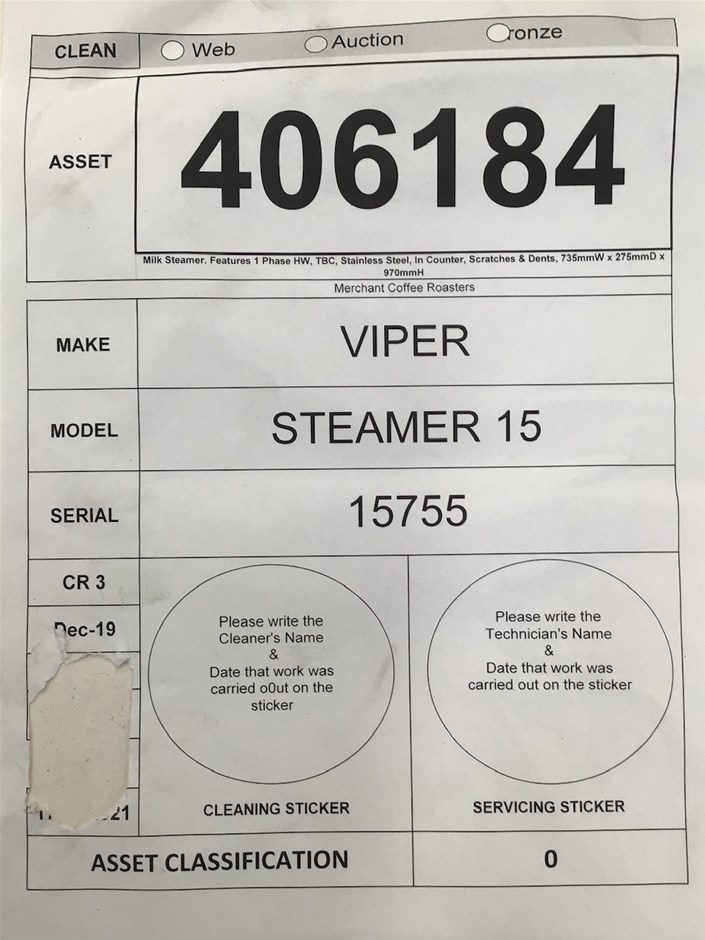 CLEAN Web Auction ronze
ASSET 406184
Milk Steamer. Features 1 Phase HW, TBC, Stainless Steel, In Counter, Scratches & Dents, 735mmW x 275mmD x
970mmH
Merchant Coffee Roasters
MAKE VIPER
MODEL STEAMER 15
SERIAL 15755
CR 3
Dec-19
Please write the
Cleaner's Name
&
Date that work was
carried o0ut on the
sticker
CLEANING STICKER
Please write the
Technician's Name
&
Date that work was
carried out on the sticker
SERVICING STICKER
ASSET CLASSIFICATION 0